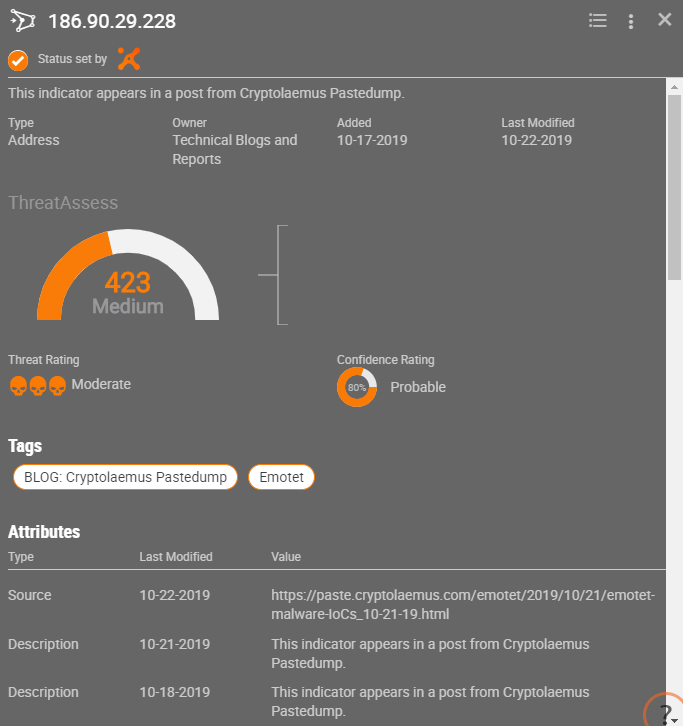 186.90.29.228
Status set by
This indicator appears in a post from Cryptolaemus Pastedump.
Type Owner Added Last Modified
Address Technical Blogs and 10-17-2019 10-22-2019
Reports
ThreatAssess
423
Medium
Threat Rating Confidence Rating
Moderate 80% Probable
Tags
BLOG: Cryptolaemus Pastedump Emotet
Attributes
Type Last Modified Value
Source 10-22-2019 https://paste.cryptolaemus.com/emotet/2019/10/21/emotet-
malware-IoCs_10-21-19.html
Description 10-21-2019 This indicator appears in a post from Cryptolaemus
Pastedump.
Description 10-18-2019 This indicator appears in a post from Cryptolaemus
Pastedump.
?